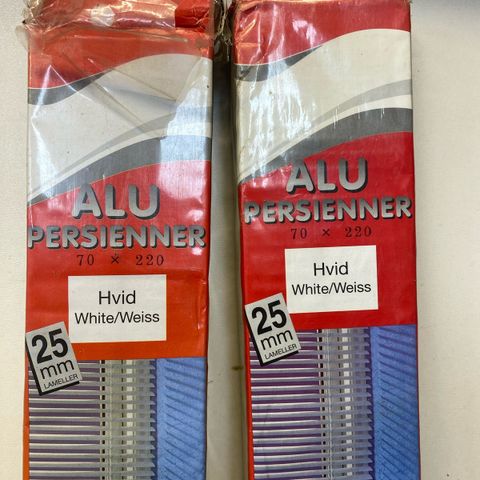 ALU
PERSIENNER
70 × 220
Hvid
White/Weiss
25
mm
LAMELLER
ALU
PERSIENNER
70 × 220
Hvid
White/Weiss
25
mm
LAMELLER